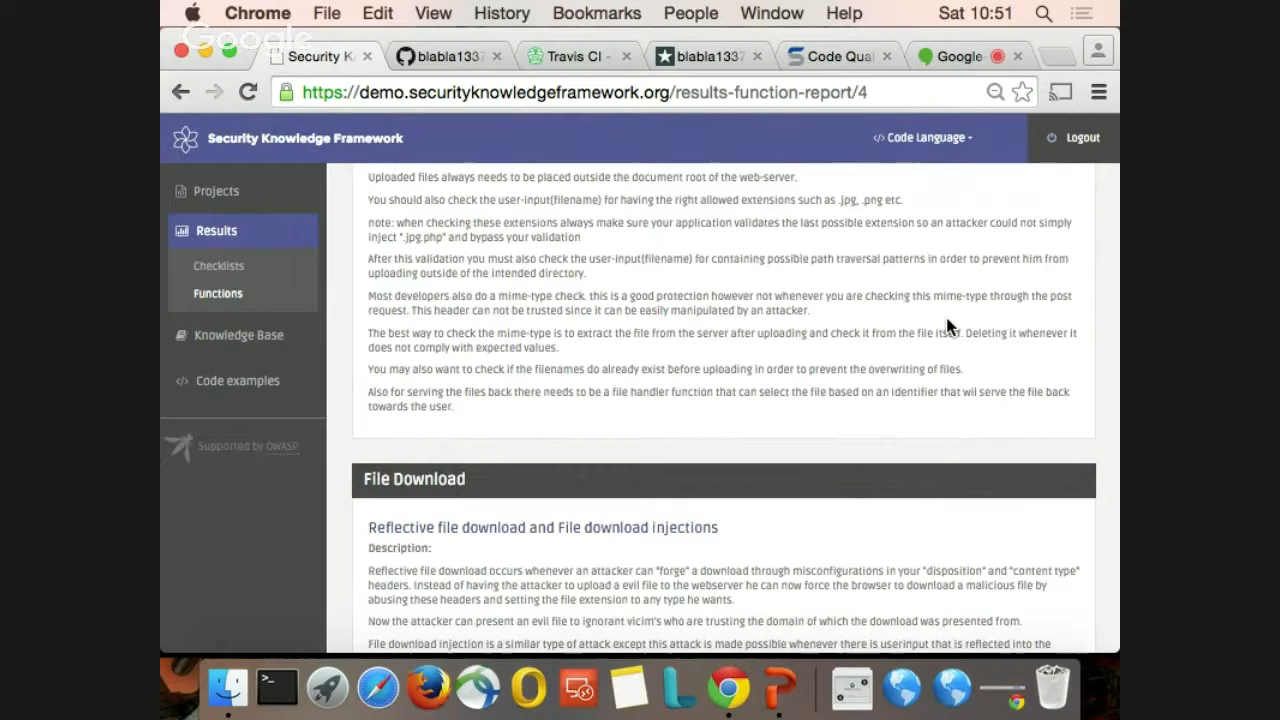 Chrome File Edit View History Bookmarks People Window Help Sat 10:51
Google
Security K blabla1337 Travis CI - blabla1337 Code Qual Google
https://demo.securityknowledgeframework.org/results-function-report/4
Security Knowledge Framework Code Language Logout
Projects
Results
Checklists
Functions
Knowledge Base
Code examples
Supported by OWASP
Uploaded files always needs to be placed outside the document root of the web-server.
You should also check the user-input(filename) for having the right allowed extensions such as .jpg, .png etc.
note: when checking these extensions always make sure your application validates the last possible extension so an attacker could not simply
inject ".jpg.php" and bypass your validation
After this validation you must also check the user-input(filename) for containing possible path traversal patterns in order to prevent him from
uploading outside of the intended directory.
Most developers also do a mime-type check. this is a good protection however not whenever you are checking this mime-type through the post
request. This header can not be trusted since it can be easily manipulated by an attacker.
The best way to check the mime-type is to extract the file from the server after uploading and check it from the file itself. Deleting it whenever it
does not comply with expected values.
You may also want to check if the filenames do already exist before uploading in order to prevent the overwriting of files.
Also for serving the files back there needs to be a file handler function that can select the file based on an identifier that wil serve the file back
towards the user.
File Download
Reflective file download and File download injections
Description:
Reflective file download occurs whenever an attacker can "forge" a download through misconfigurations in your "disposition" and "content type"
headers. Instead of having the attacker to upload a evil file to the webserver he can now force the browser to download a malicious file by
abusing these headers and setting the file extension to any type he wants.
Now the attacker can present an evil file to ignorant vicim's who are trusting the domain of which the download was presented from.
File download injection is a similar type of attack except this attack is made possible whenever there is userinput that is reflected into the